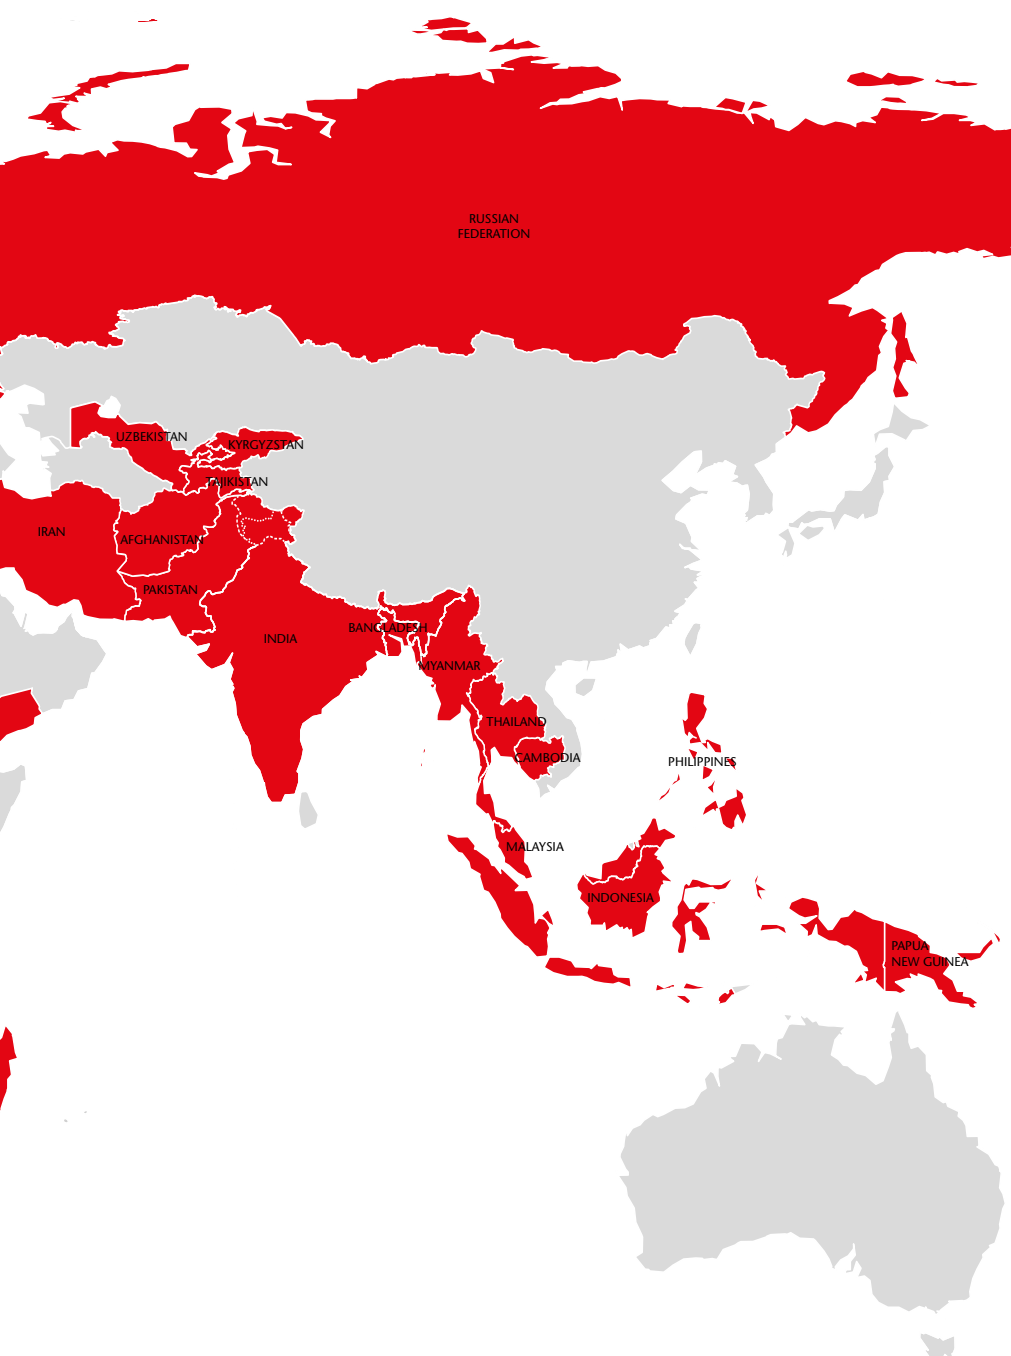 RUSSIAN
FEDERATION
UZBEKISTAN
KYRGYZSTAN
TAJIKISTAN
IRAN
AFGHANISTAN
PAKISTAN
BANGLADESH
INDIA
MYANMAR
THAILAND
CAMBODIA
PHILIPPINES
MALAYSIA
INDONESIA
PAPUA
NEW GUINEA